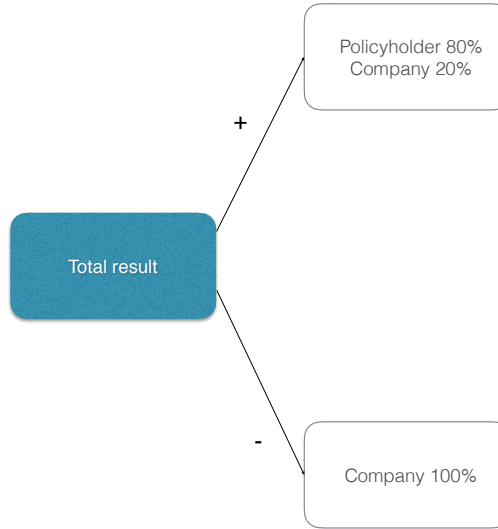 Policyholder 80%
Company 20%
+
Total result
-
Company 100%